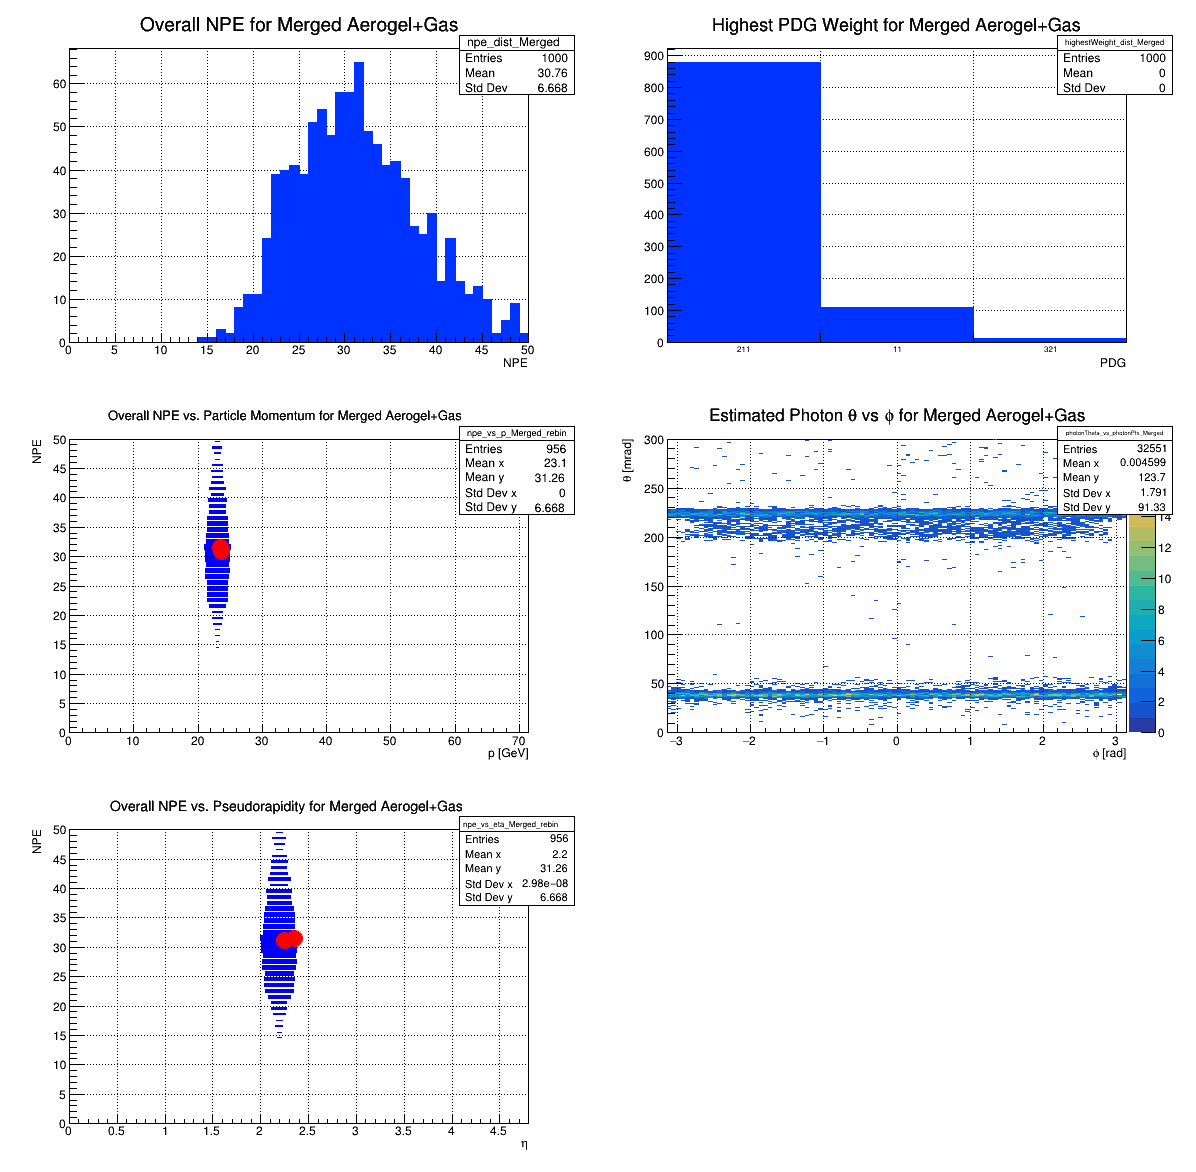 Overall NPE for Merged Aerogel+Gas
npe_dist_Merged
Entries 1000
Mean 30.76
Std Dev 6.668
60
50
40
30
20
10
0
0 5 10 15 20 25 30 35 40 45 50
NPE
Highest PDG Weight for Merged Aerogel+Gas
highestWeight_dist_Merged
Entries 1000
Mean 0
Std Dev 0
900
800
700
600
500
400
300
200
100
0
211 11 321
PDG
Overall NPE vs. Particle Momentum for Merged Aerogel+Gas
npe_vs_p_Merged_rebin
Entries 956
Mean x 23.1
Mean y 31.26
Std Dev x 0
Std Dev y 6.668
NPE
50
45
40
35
30
25
20
15
10
5
0
0 10 20 30 40 50 60 70
p [GeV]
Estimated Photon θ vs ϕ for Merged Aerogel+Gas
photonTheta_vs_photonPhi_Merged
Entries 32551
Mean x 0.004599
Mean y 123.7
Std Dev x 1.791
Std Dev y 91.33
θ [mrad]
300
250
200
150
100
50
0
−3 −2 −1 0 1 2 3
ϕ [rad]
14
12
10
8
6
4
2
0
Overall NPE vs. Pseudorapidity for Merged Aerogel+Gas
npe_vs_eta_Merged_rebin
Entries 956
Mean x 2.2
Mean y 31.26
Std Dev x 2.98e−08
Std Dev y 6.668
NPE
50
45
40
35
30
25
20
15
10
5
0
0 0.5 1 1.5 2 2.5 3 3.5 4 4.5
η